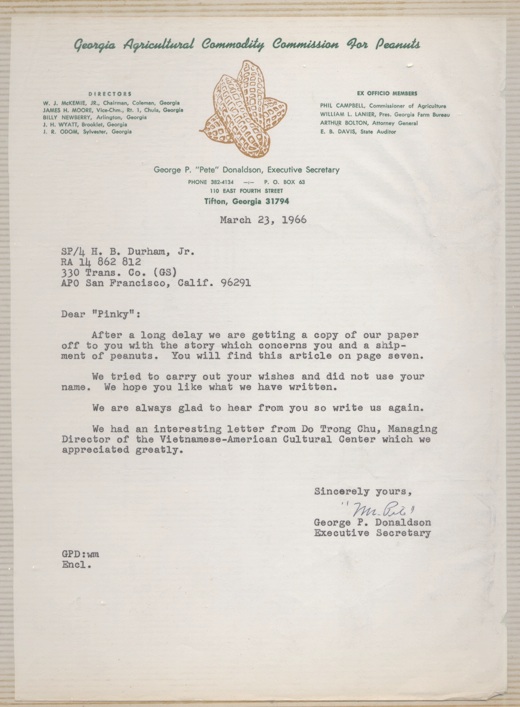 Georgia Agricultural Commodity Commission For Peanuts
DIRECTORS
W. J. McKEMIE, JR., Chairman, Coleman, Georgia
JAMES H. MOORE, Vice-Chm., Rt. 1, Chula, Georgia
BILLY NEWBERRY, Arlington, Georgia
J. H. WYATT, Brooklet, Georgia
J. R. ODOM, Sylvester, Georgia
EX OFFICIO MEMBERS
PHIL CAMPBELL, Commissioner of Agriculture
WILLIAM L. LANIER, Pres. Georgia Farm Bureau
ARTHUR BOLTON, Attorney General
E. B. DAVIS, State Auditor
George P. "Pete" Donaldson, Executive Secretary
PHONE 382-4134 -:- P. O. BOX 63
110 EAST FOURTH STREET
Tifton, Georgia 31794
March 23, 1966
SP/4 H. B. Durham, Jr.
RA 14 862 812
330 Trans. Co. (GS)
APO San Francisco, Calif. 96291
Dear "Pinky":
After a long delay we are getting a copy of our paper
off to you with the story which concerns you and a ship-
ment of peanuts. You will find this article on page seven.
We tried to carry out your wishes and did not use your
name. We hope you like what we have written.
We are always glad to hear from you so write us again.
We had an interesting letter from Do Trong Chu, Managing
Director of the Vietnamese-American Cultural Center which we
appreciated greatly.
Sincerely yours,
"Mr. Pete"
George P. Donaldson
Executive Secretary
GPD:wm
Encl.